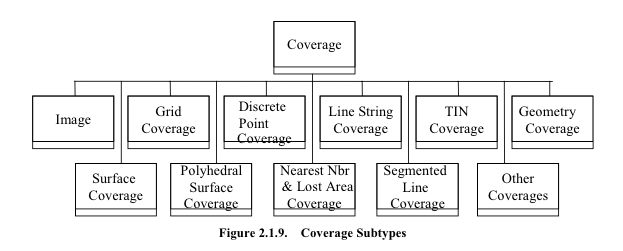 Coverage
Image
Grid
Coverage
Discrete
Point
Coverage
Line String
Coverage
TIN
Coverage
Geometry
Coverage
Surface
Coverage
Polyhedral
Surface
Coverage
Nearest Nbr
& Lost Area
Coverage
Segmented
Line
Coverage
Other
Coverages
Figure 2.1.9. Coverage Subtypes